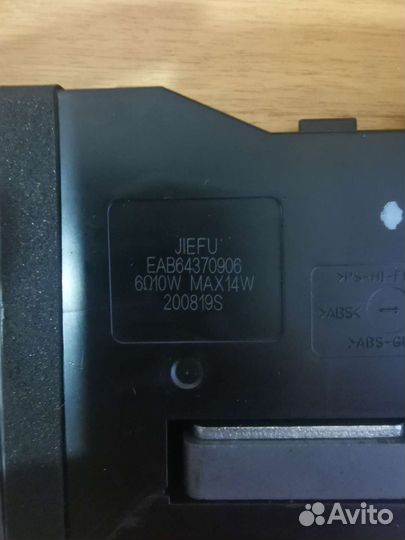 JIEFU
EAB64370906
6Ω10W MAX14W
200819S
>PS-HI-F
>ABS<
>ABS-G
Avito